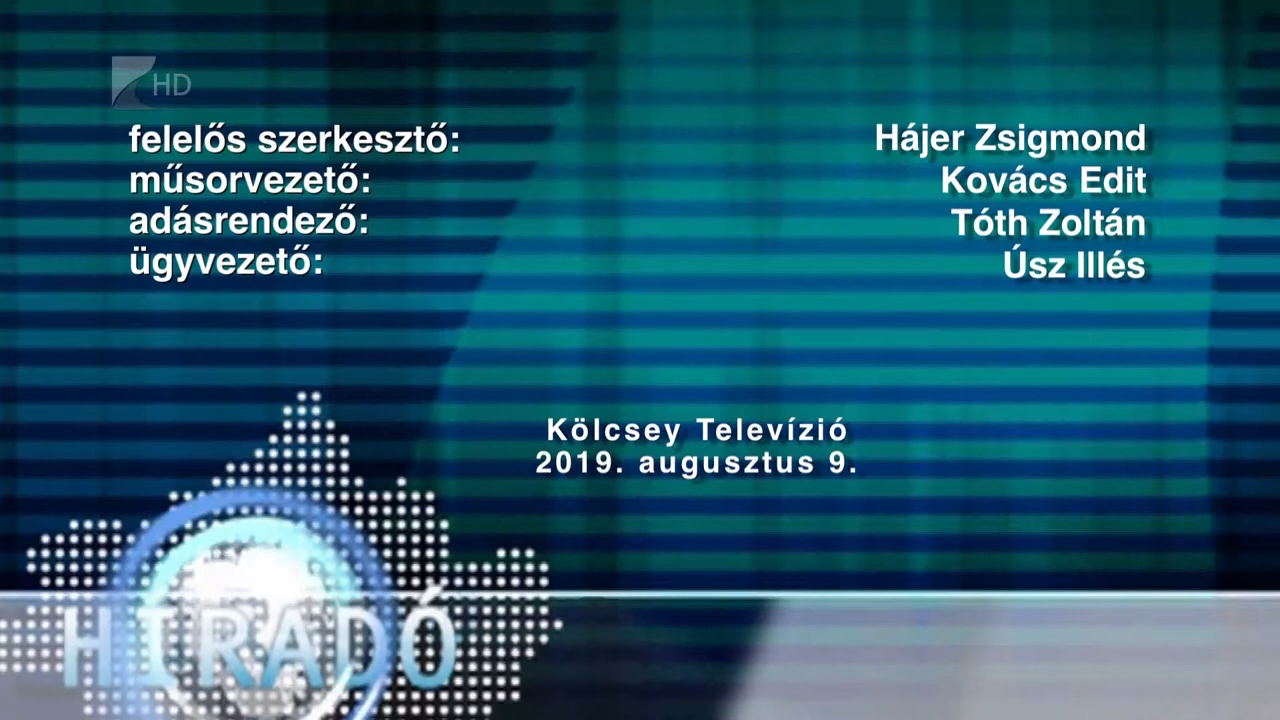 HD
felelős szerkesztő: Hájer Zsigmond
műsorvezető: Kovács Edit
adásrendező: Tóth Zoltán
ügyvezető: Úsz Illés
Kölcsey Televízió
2019. augusztus 9.
HÍRADÓ